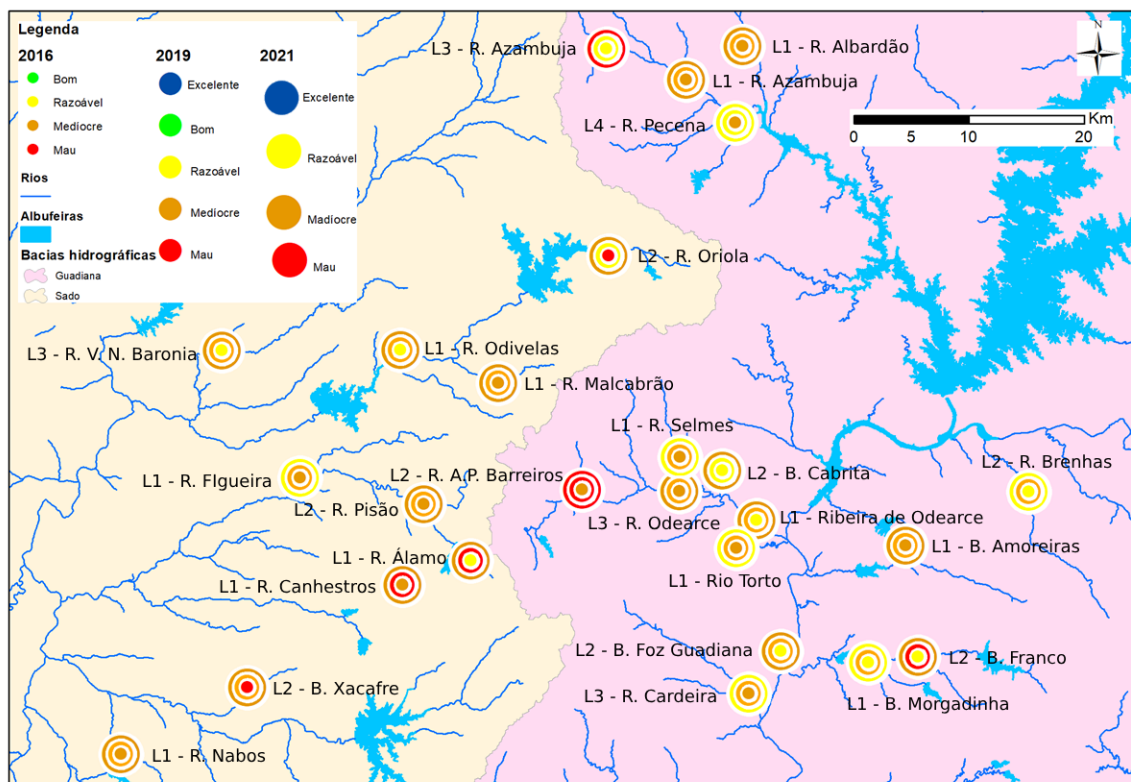 Legenda
2016
Bom
Razoável
Medíocre
Mau
Rios
Albufeiras
Bacias hidrográficas
Guadiana
Sado
2019
Excelente
Bom
Razoável
Medíocre
Mau
2021
Excelente
Razoável
Madíocre
Mau
N
Km
0 10 20
L3 - R. Azambuja
L1 - R. Albardão
L1 - R. Azambuja
L4 - R. Pecena
L2 - R. Oriola
L3 - R. V. N. Baronia
L1 - R. Odivelas
L1 - R. Malcabrão
L1 - R. Selmes
L1 - R. FIgueira
L2 - R. A.P. Barreiros
L2 - B. Cabrita
L2 - R. Brenhas
L2 - R. Pisão
L3 - R. Odearce
L1 - Ribeira de Odearce
L1 - R. Álamo
L1 - B. Amoreiras
L1 - R. Canhestros
L1 - Rio Torto
L2 - B. Foz Guadiana
L2 - B. Franco
L2 - B. Xacafre
L3 - R. Cardeira
L1 - B. Morgadinha
L1 - R. Nabos